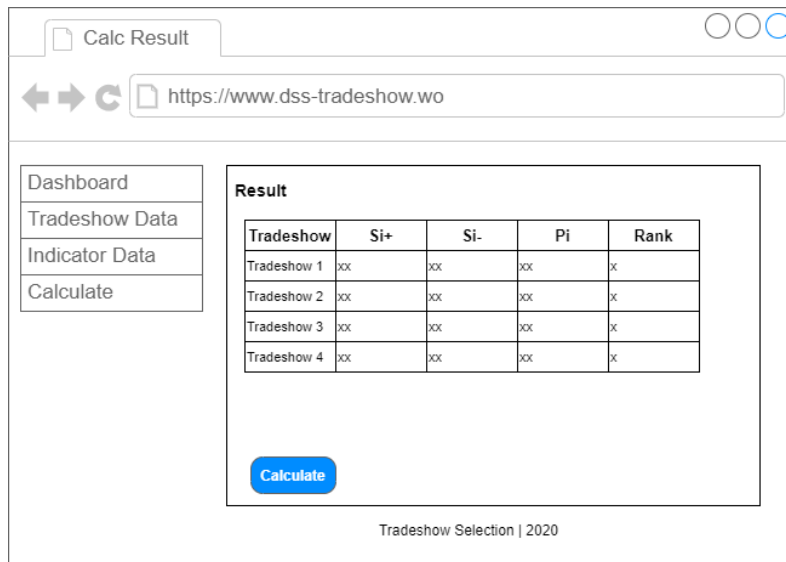 Calc Result
https://www.dss-tradeshow.wo
Dashboard
Tradeshow Data
Indicator Data
Calculate
Result
Tradeshow Si+ Si- Pi Rank
Tradeshow 1 xx xx xx x
Tradeshow 2 xx xx xx x
Tradeshow 3 xx xx xx x
Tradeshow 4 xx xx xx x
Calculate
Tradeshow Selection | 2020